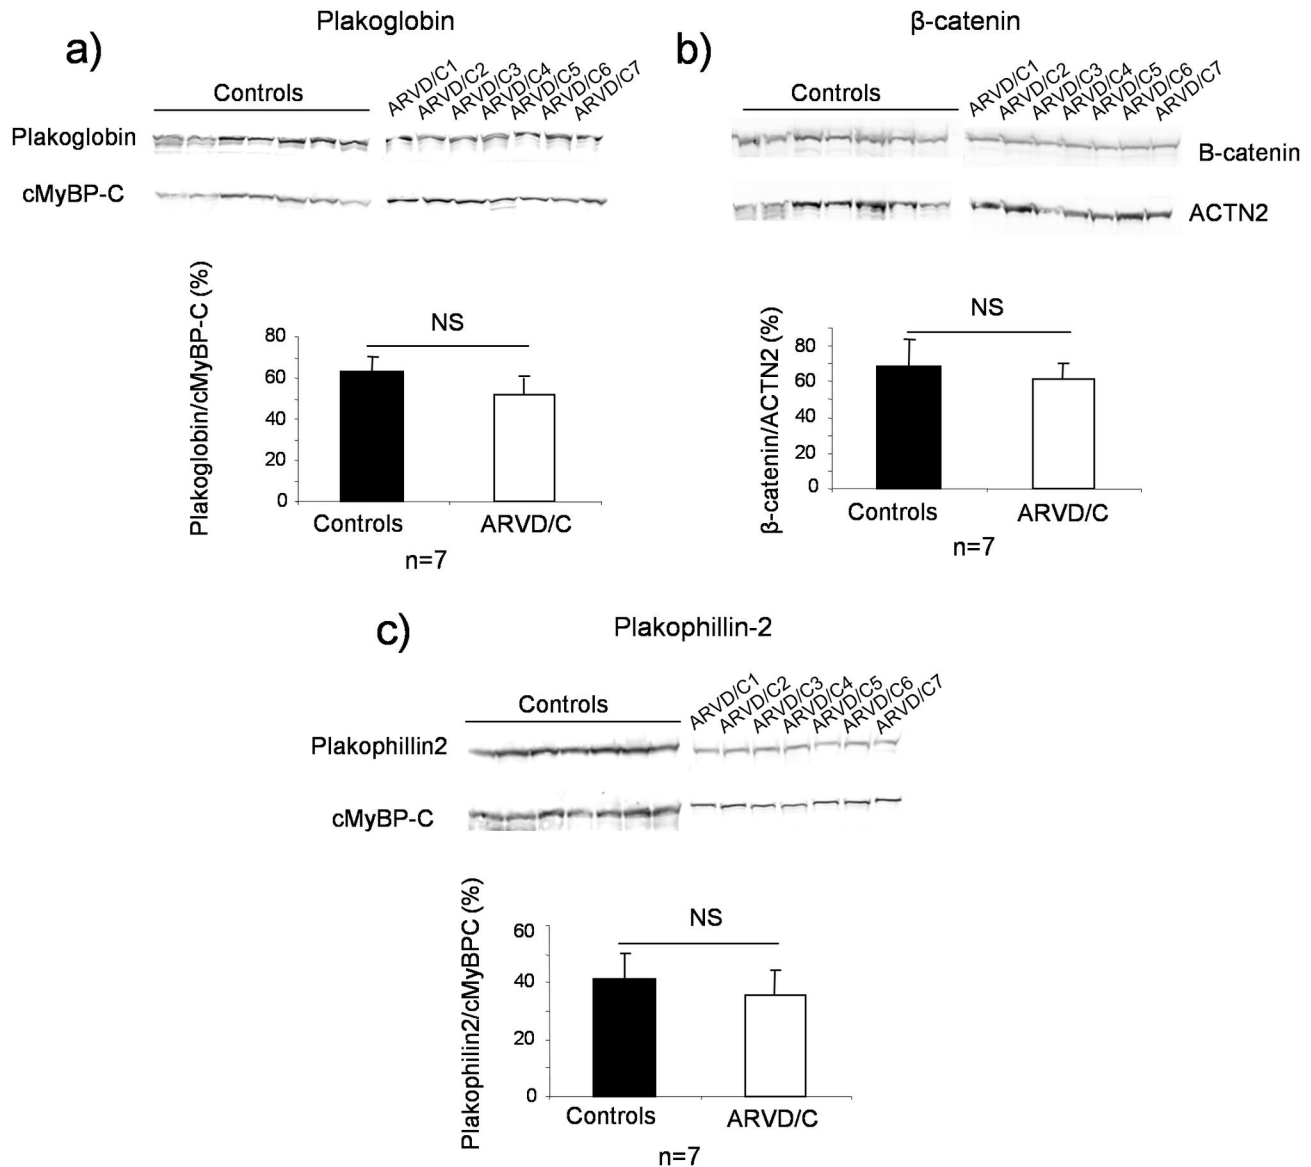 Plakoglobin
a)
Controls
ARVD/C1
ARVD/C2
ARVD/C3
ARVD/C4
ARVD/C5
ARVD/C6
ARVD/C7
Plakoglobin
cMyBP-C
Plakoglobin/cMyBP-C (%)
NS
80
60
40
20
0
Controls
ARVD/C
n=7
β-catenin
b)
Controls
ARVD/C1
ARVD/C2
ARVD/C3
ARVD/C4
ARVD/C5
ARVD/C6
ARVD/C7
B-catenin
ACTN2
β-catenin/ACTN2 (%)
NS
80
60
40
20
0
Controls
ARVD/C
n=7
c)
Plakophillin-2
Controls
ARVD/C1
ARVD/C2
ARVD/C3
ARVD/C4
ARVD/C5
ARVD/C6
ARVD/C7
Plakophillin2
cMyBP-C
Plakophilin2/cMyBPC (%)
NS
60
40
20
0
Controls
ARVD/C
n=7